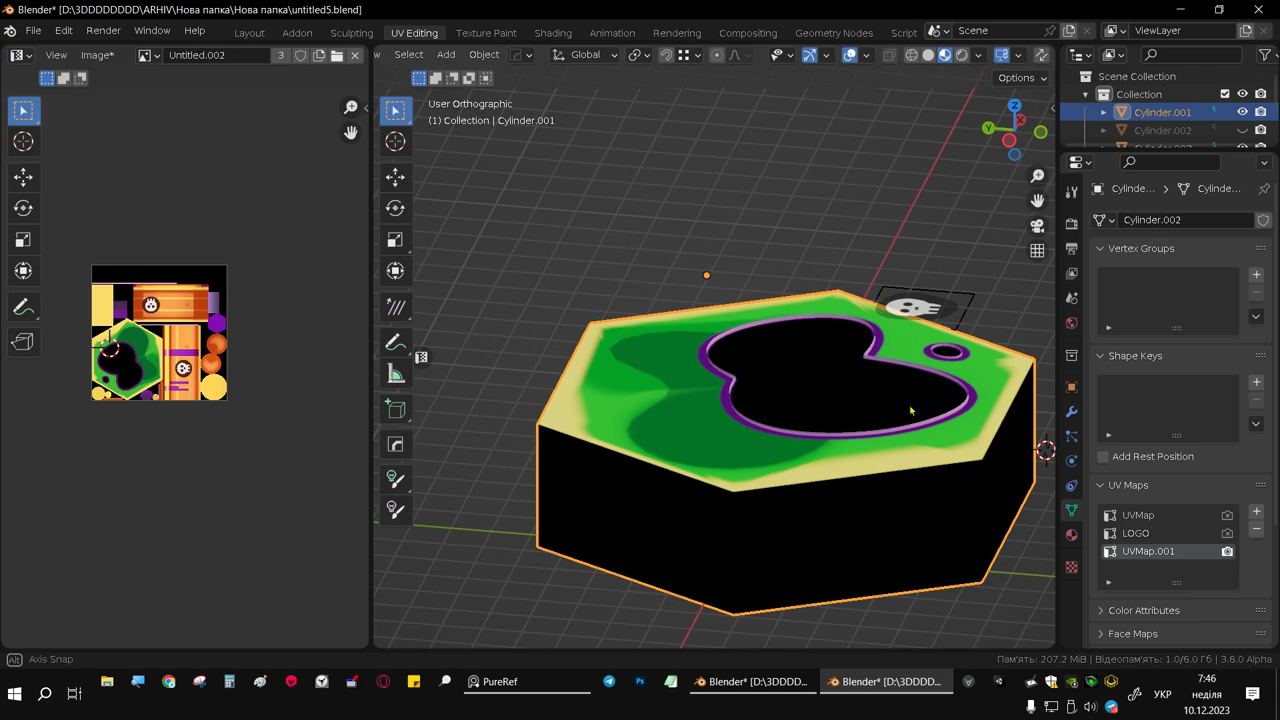 Blender* [D:\3DDDDDDD\ARHIV\Нова папка\Нова папка\untitled5.blend]
File Edit Render Window Help Layout Adding Sculpting UV Editing Texture Paint Shading Animation Rendering Compositing Geometry Nodes Script Scene ViewLayer
View Image* Untitled.002 3 Select Add Object Global
Options
User Orthographic
(1) Collection | Cylinder.001
Z
Y
Scene Collection
Collection
Cylinder.001
Cylinder.002
Cylinde... Cylinde...
Cylinder.002
Vertex Groups
Shape Keys
Add Rest Position
UV Maps
UVMap
LOGO
UVMap.001
Color Attributes
Face Maps
Alt Axis Snap Пам'ять: 207.2 MiB | Відеопам'ять: 1.0/6.0 Гб | 3.6.0 Alpha
PureRef Blender* [D:\3DDDD... Blender* [D:\3DDDD... УКР 7:46
неділя
10.12.2023